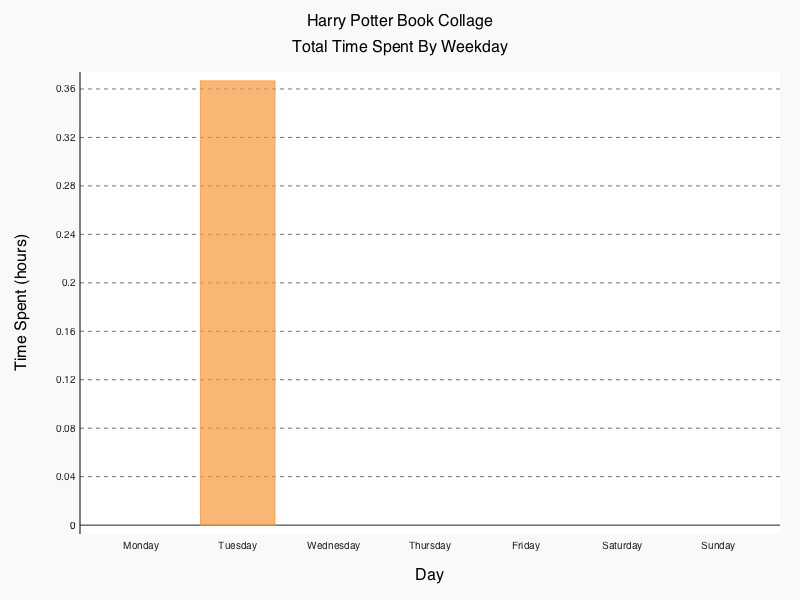 Harry Potter Book Collage
Total Time Spent By Weekday
Time Spent (hours)
0.36
0.32
0.28
0.24
0.2
0.16
0.12
0.08
0.04
0
Monday Tuesday Wednesday Thursday Friday Saturday Sunday
Day